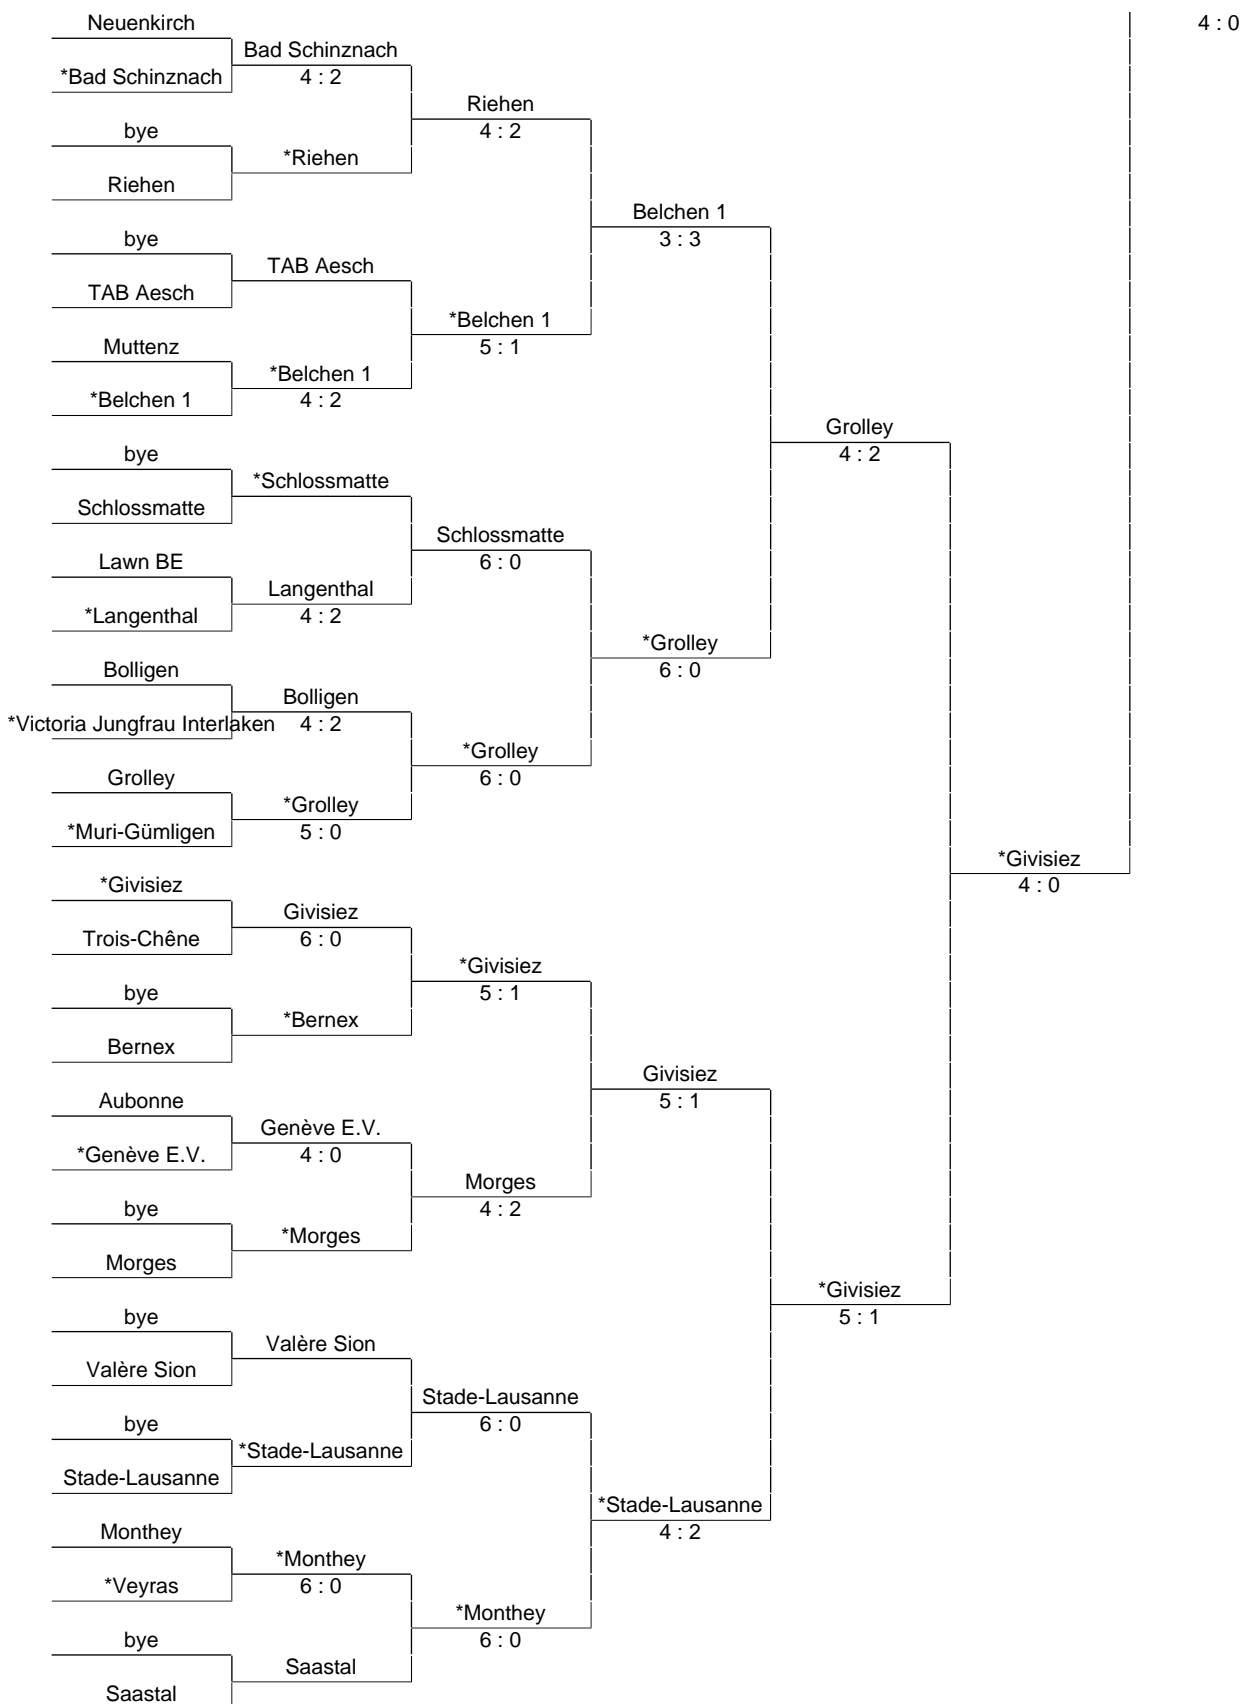 Neuenkirch
4 : 0
Bad Schinznach
*Bad Schinznach
4 : 2
Riehen
bye
4 : 2
*Riehen
Riehen
Belchen 1
bye
3 : 3
TAB Aesch
TAB Aesch
*Belchen 1
Muttenz
5 : 1
*Belchen 1
*Belchen 1
4 : 2
Grolley
bye
4 : 2
*Schlossmatte
Schlossmatte
Schlossmatte
Lawn BE
6 : 0
Langenthal
*Langenthal
4 : 2
*Grolley
Bolligen
6 : 0
Bolligen
*Victoria Jungfrau Interlaken
4 : 2
*Grolley
Grolley
6 : 0
*Grolley
*Muri-Gümligen
5 : 0
*Givisiez
*Givisiez
4 : 0
Givisiez
Trois-Chêne
6 : 0
*Givisiez
bye
5 : 1
*Bernex
Bernex
Givisiez
Aubonne
5 : 1
Genève E.V.
*Genève E.V.
4 : 0
Morges
bye
4 : 2
*Morges
Morges
*Givisiez
bye
5 : 1
Valère Sion
Valère Sion
Stade-Lausanne
bye
6 : 0
*Stade-Lausanne
Stade-Lausanne
*Stade-Lausanne
Monthey
4 : 2
*Monthey
*Veyras
6 : 0
*Monthey
bye
6 : 0
Saastal
Saastal